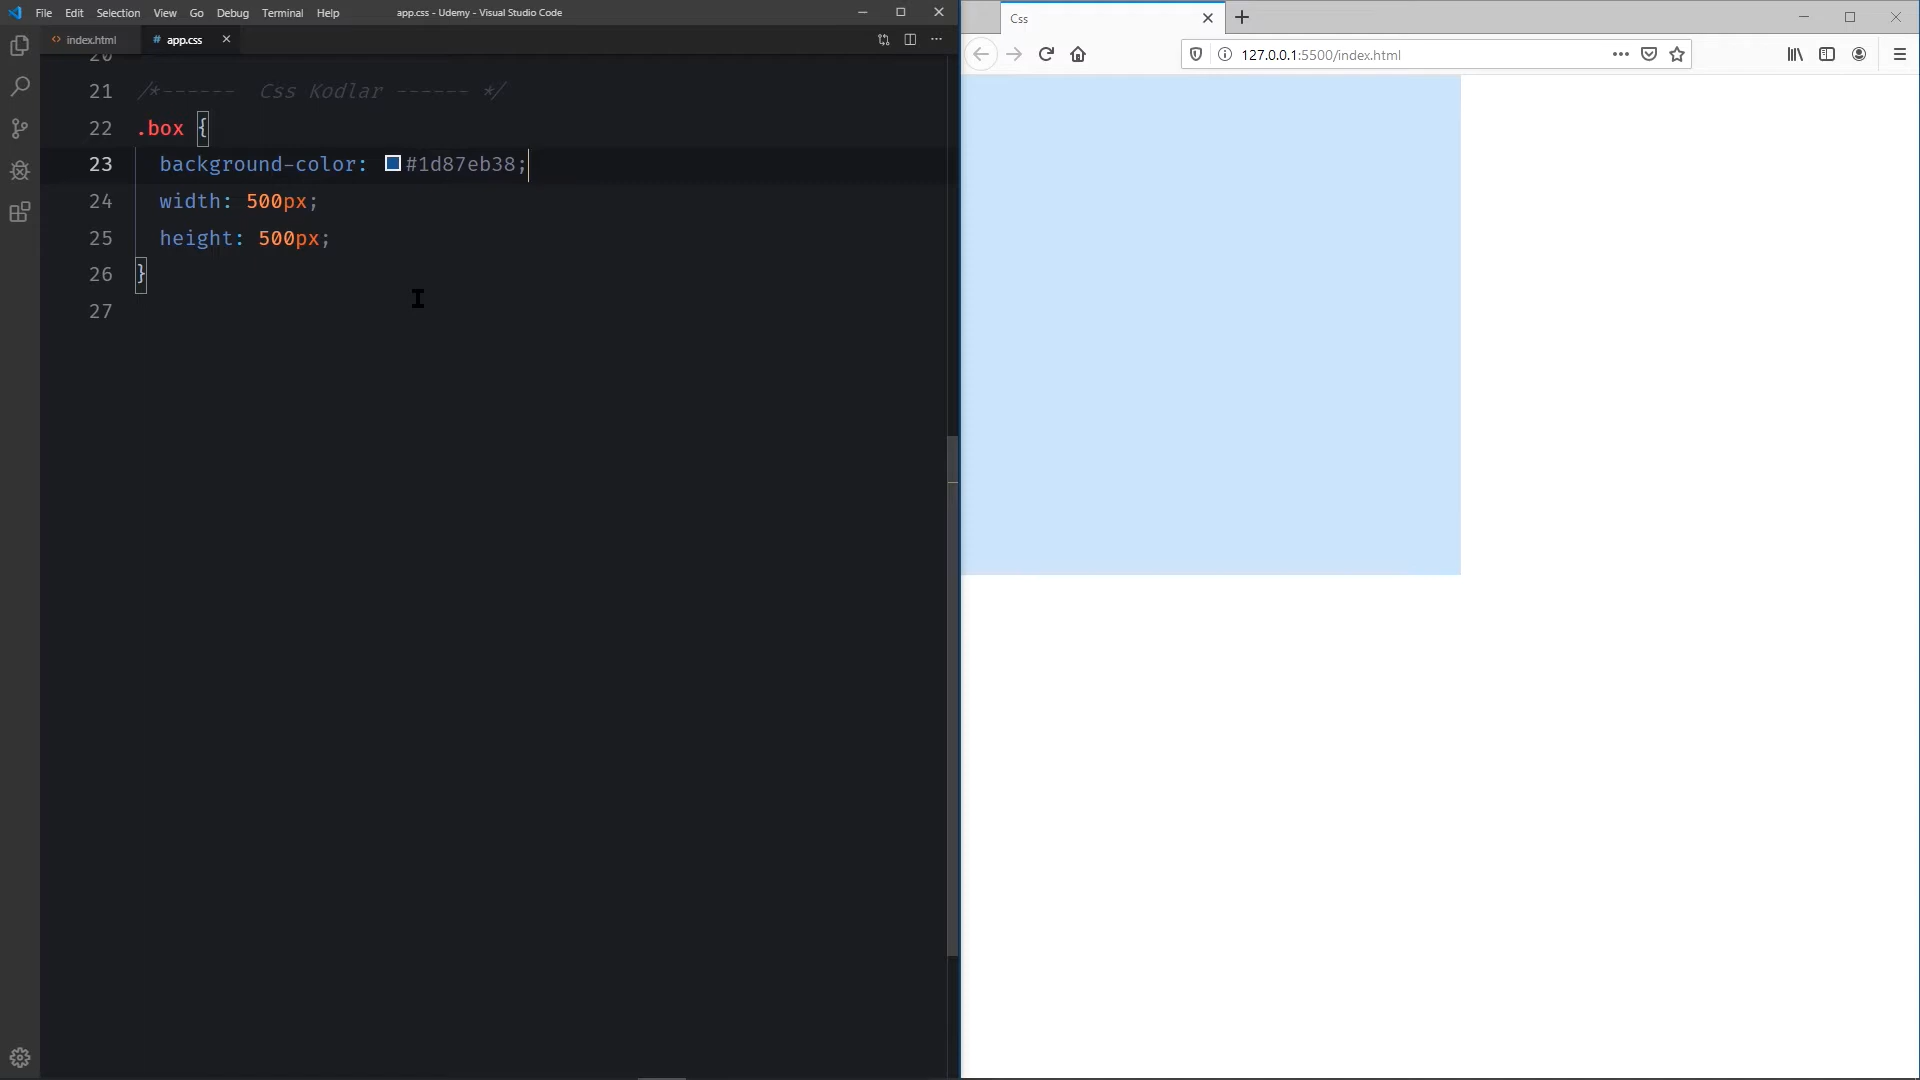 File Edit Selection View Go Debug Terminal Help app.css - Udemy - Visual Studio Code
index.html # app.css
20
21 /*------ Css Kodlar ------ */
22 .box {
23 background-color: #1d87eb38;
24 width: 500px;
25 height: 500px;
26 }
27
Css
127.0.0.1:5500/index.html